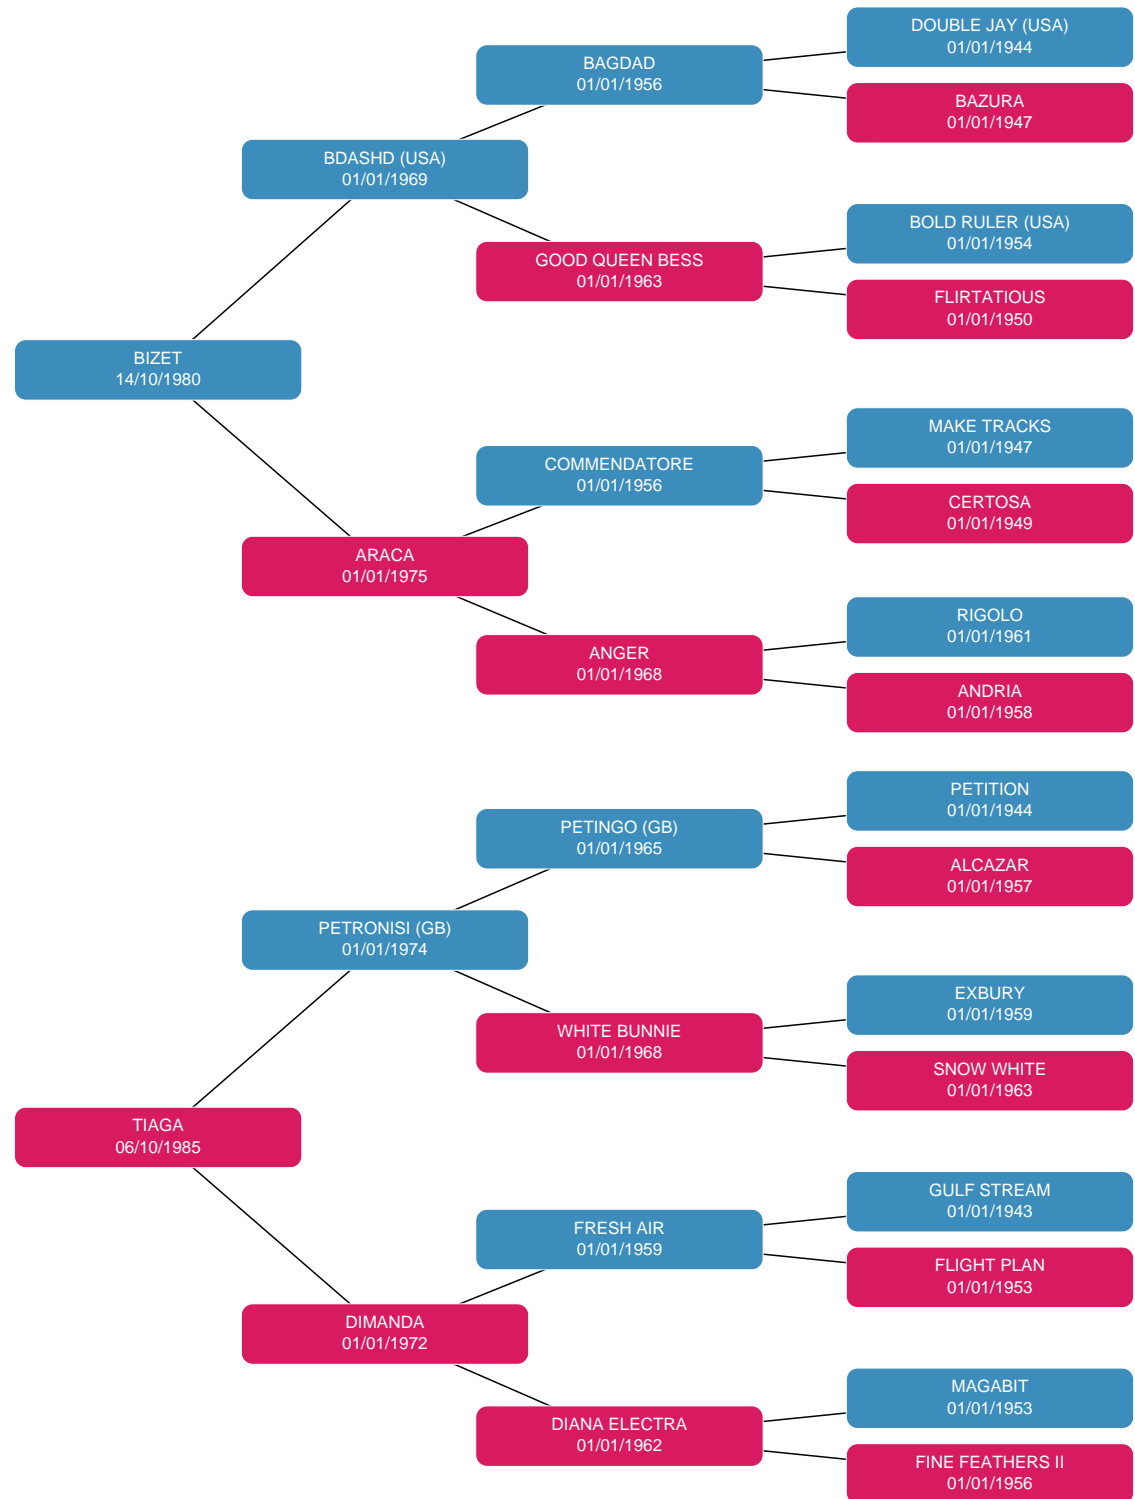 DOUBLE JAY (USA)
01/01/1944
BAGDAD
01/01/1956
BAZURA
01/01/1947
BDASHD (USA)
01/01/1969
BOLD RULER (USA)
01/01/1954
GOOD QUEEN BESS
01/01/1963
FLIRTATIOUS
01/01/1950
BIZET
14/10/1980
MAKE TRACKS
01/01/1947
COMMENDATORE
01/01/1956
CERTOSA
01/01/1949
ARACA
01/01/1975
RIGOLO
01/01/1961
ANGER
01/01/1968
ANDRIA
01/01/1958
PETITION
01/01/1944
PETINGO (GB)
01/01/1965
ALCAZAR
01/01/1957
PETRONISI (GB)
01/01/1974
EXBURY
01/01/1959
WHITE BUNNIE
01/01/1968
SNOW WHITE
01/01/1963
TIAGA
06/10/1985
GULF STREAM
01/01/1943
FRESH AIR
01/01/1959
FLIGHT PLAN
01/01/1953
DIMANDA
01/01/1972
MAGABIT
01/01/1953
DIANA ELECTRA
01/01/1962
FINE FEATHERS II
01/01/1956